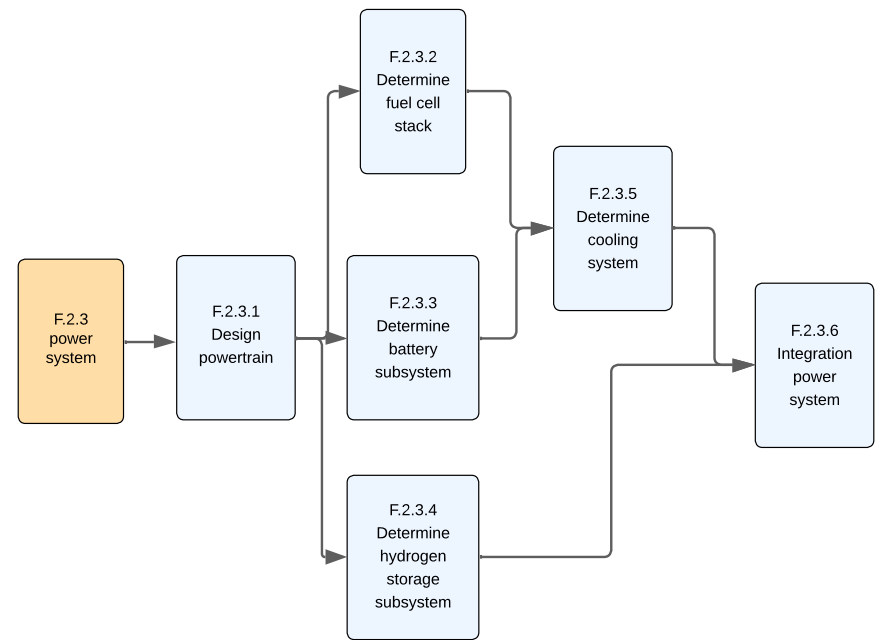 F.2.3
power
system
F.2.3.1
Design
powertrain
F.2.3.2
Determine
fuel cell
stack
F.2.3.3
Determine
battery
subsystem
F.2.3.4
Determine
hydrogen
storage
subsystem
F.2.3.5
Determine
cooling
system
F.2.3.6
Integration
power
system